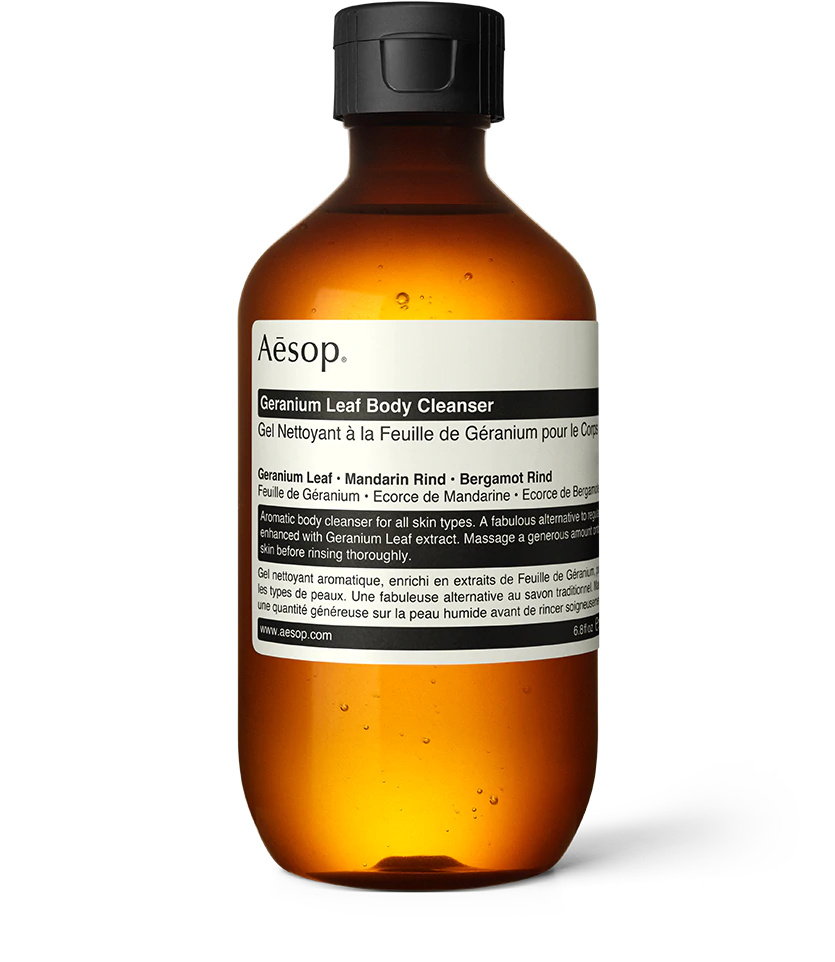 Aēsop®
Geranium Leaf Body Cleanser
Gel Nettoyant à la Feuille de Géranium pour le Corps
Geranium Leaf · Mandarin Rind · Bergamot Rind
Feuille de Géranium · Ecorce de Mandarine · Ecorce de
Aromatic body cleanser for all skin types. A fabulous alternative to
enhanced with Geranium Leaf extract. Massage a generous amount
skin before rinsing thoroughly.
Gel nettoyant aromatique, enrichi en extraits de Feuille de Géranium,
les types de peaux. Une fabuleuse alternative au savon traditionnel.
une quantité généreuse sur la peau humide avant de rincer
www.aesop.com 6.8 fl oz